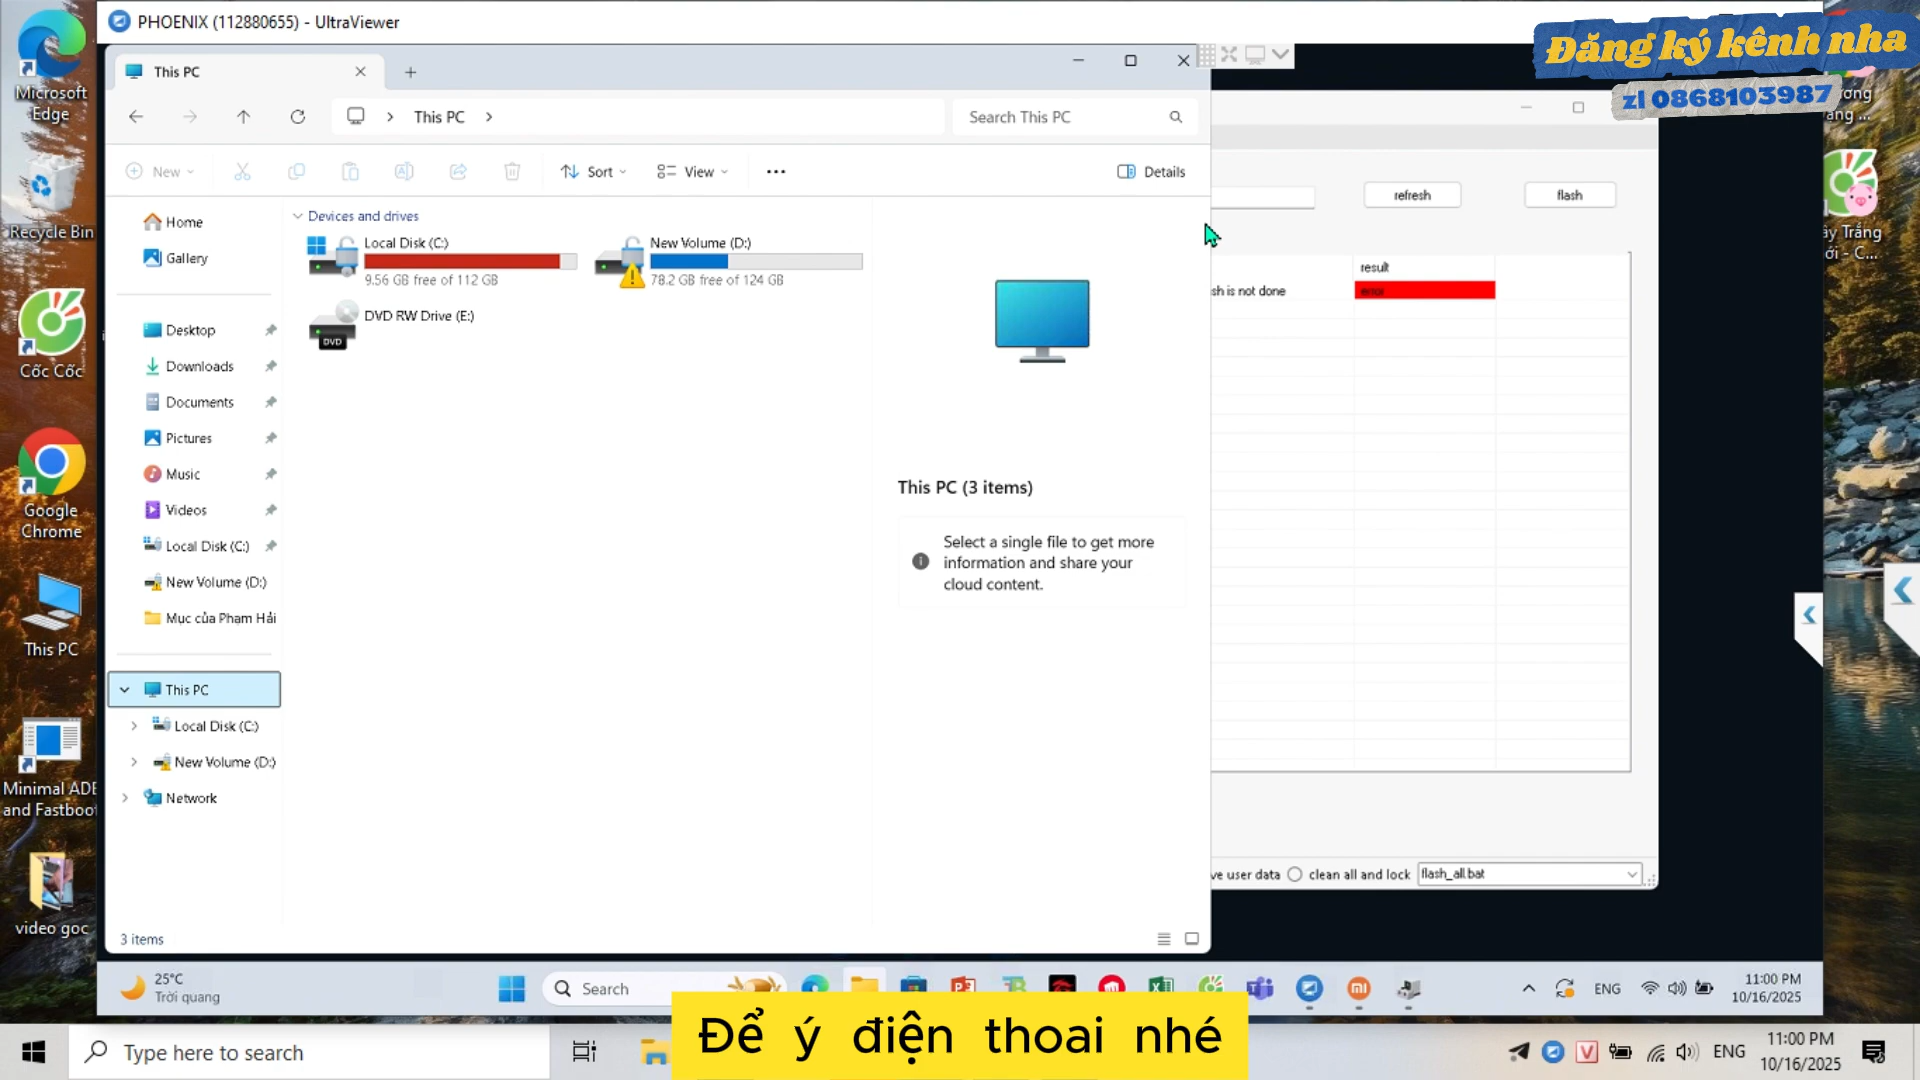 PHOENIX (112880655) - UltraViewer
Đăng ký kênh nha
zl 0868103987
This PC
This PC
Search This PC
New
Sort
View
Details
refresh
flash
Home
Gallery
Desktop
Downloads
Documents
Pictures
Music
Videos
Local Disk (C:)
New Volume (D:)
Mục của Phạm Hải
This PC
Local Disk (C:)
New Volume (D:)
Network
Devices and drives
Local Disk (C:)
9.56 GB free of 112 GB
New Volume (D:)
78.2 GB free of 124 GB
DVD
DVD RW Drive (E:)
This PC (3 items)
Select a single file to get more
information and share your
cloud content.
result
sh is not done
error
ve user data
clean all and lock
flash_all.bat
3 items
Microsoft
Edge
Recycle Bin
Cốc Cốc
Google
Chrome
This PC
Minimal ADB
and Fastboot
video goc
25°C
Trời quang
Search
ENG
11:00 PM
10/16/2025
Để ý điện thoai nhé
Type here to search
ENG
11:00 PM
10/16/2025